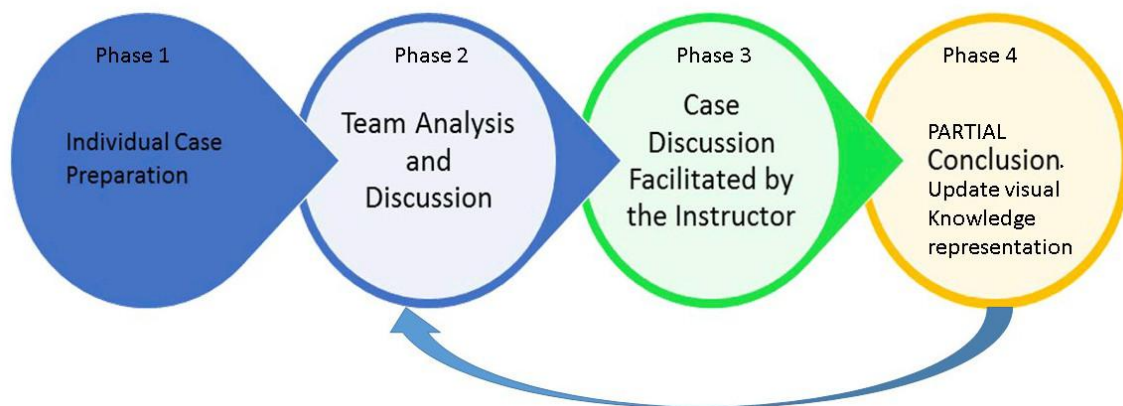 Phase 1
Individual Case
Preparation
Phase 2
Team Analysis
and
Discussion
Phase 3
Case
Discussion
Facilitated by
the Instructor
Phase 4
PARTIAL
Conclusion.
Update visual
Knowledge
representation